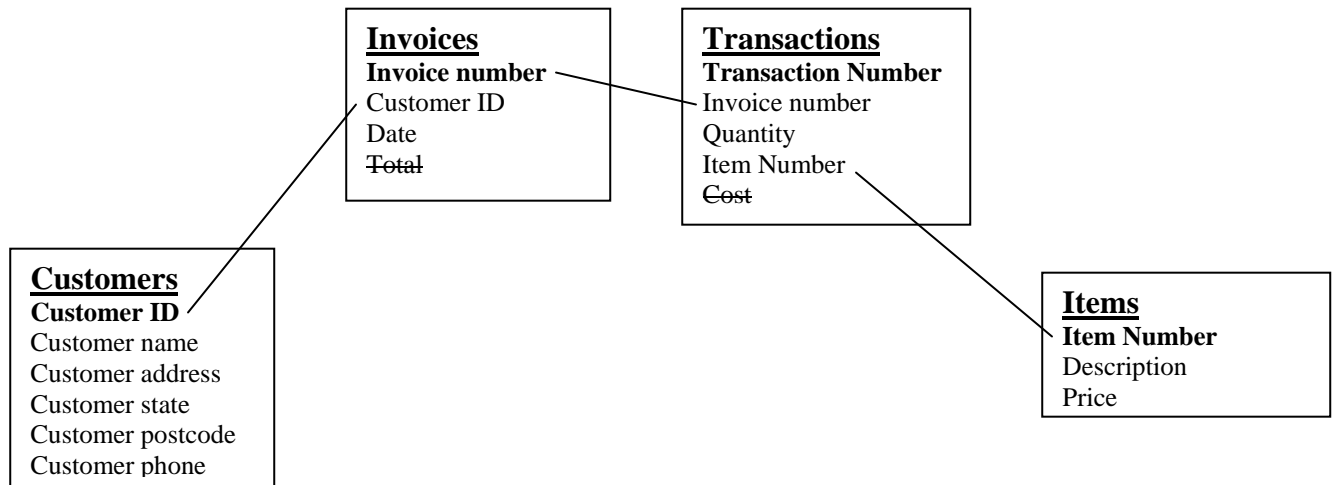 Invoices
Invoice number
Customer ID
Date
Total
Transactions
Transaction Number
Invoice number
Quantity
Item Number
Cost
Customers
Customer ID
Customer name
Customer address
Customer state
Customer postcode
Customer phone
Items
Item Number
Description
Price